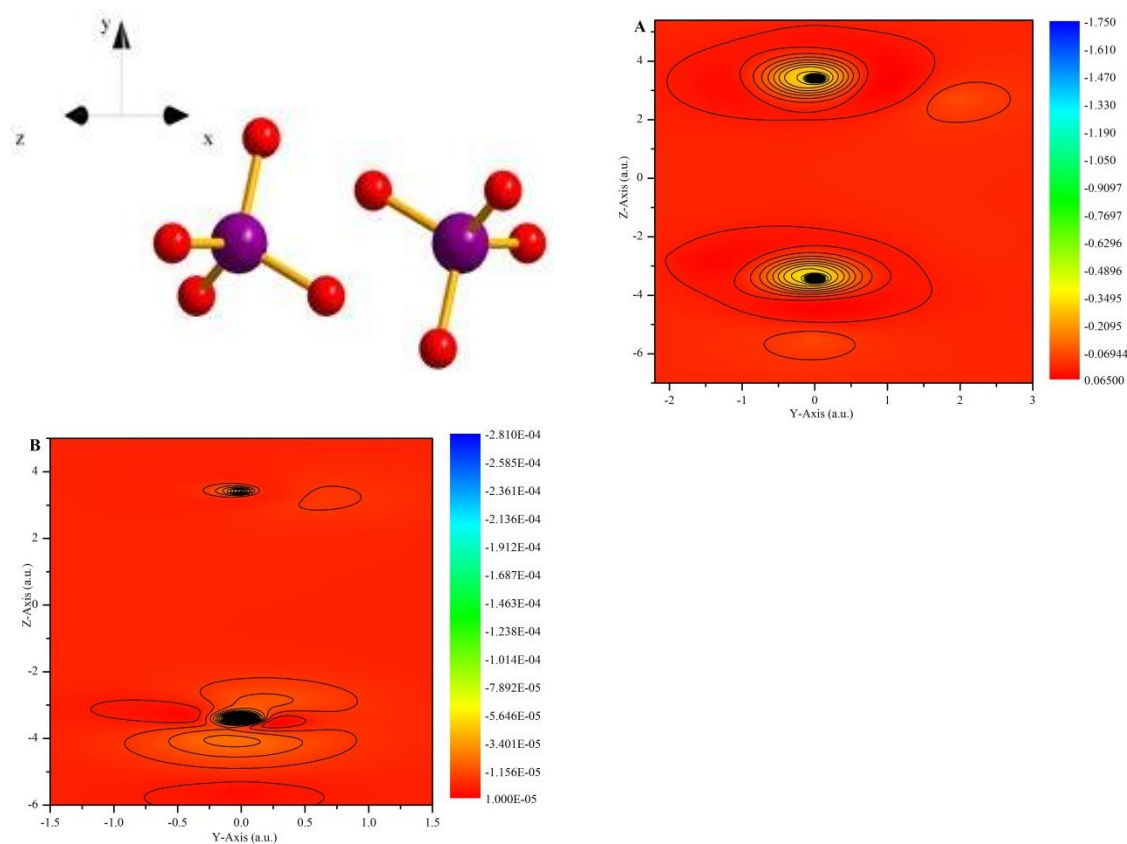 y
z
x
A
Z-Axis (a.u.)
4
2
0
-2
-4
-6
-2
-1
0
1
2
3
Y-Axis (a.u.)
-1.750
-1.610
-1.470
-1.330
-1.190
-1.050
-0.9097
-0.7697
-0.6296
-0.4896
-0.3495
-0.2095
-0.06944
0.06500
B
Z-Axis (a.u.)
4
2
0
-2
-4
-6
-1.5
-1.0
-0.5
0.0
0.5
1.0
1.5
Y-Axis (a.u.)
-2.810E-04
-2.585E-04
-2.361E-04
-2.136E-04
-1.912E-04
-1.687E-04
-1.463E-04
-1.238E-04
-1.014E-04
-7.892E-05
-5.646E-05
-3.401E-05
-1.156E-05
1.000E-05